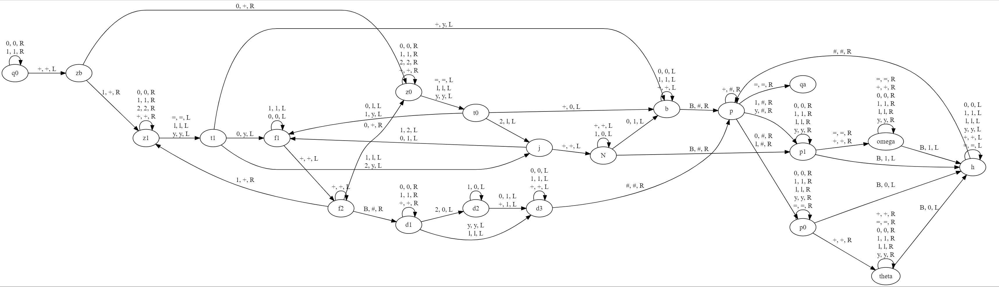 0, +, R
+, y, L
0, 0, R
1, 1, R
q0
+, +, L
zb
1, +, R
0, 0, R
1, 1, R
2, 2, R
+, +, R
z1
=, =, L
l, l, L
y, y, L
t1
0, y, L
1, 1, L
0, 0, L
f1
+, +, L
1, +, R
+, +, L
f2
0, l, L
1, y, L
0, +, R
1, 2, L
0, 1, L
1, l, L
2, y, L
B, #, R
0, 0, R
1, 1, R
2, 2, R
+, +, R
z0
=, =, L
l, l, L
y, y, L
t0
2, l, L
+, 0, L
j
+, +, L
0, 0, R
1, 1, R
+, +, R
d1
2, 0, L
y, y, L
l, l, L
1, 0, L
d2
0, 1, L
+, 1, L
0, 0, L
1, 1, L
+, +, L
d3
#, #, R
+, +, L
1, 0, L
N
0, 1, L
B, #, R
0, 0, L
1, 1, L
+, +, L
b
B, #, R
+, #, R
p
#, #, R
=, =, R
qa
1, #, R
y, #, R
0, #, R
l, #, R
0, 0, R
1, 1, R
l, l, R
y, y, R
p1
=, =, R
+, +, R
B, 1, L
=, =, R
+, +, R
0, 0, R
1, 1, R
l, l, R
y, y, R
omega
B, 1, L
0, 0, R
1, 1, R
l, l, R
y, y, R
=, =, R
p0
B, 0, L
+, +, R
+, +, R
=, =, R
0, 0, R
1, 1, R
l, l, R
y, y, R
theta
B, 0, L
0, 0, L
1, 1, L
l, l, L
y, y, L
+, +, L
=, =, L
h